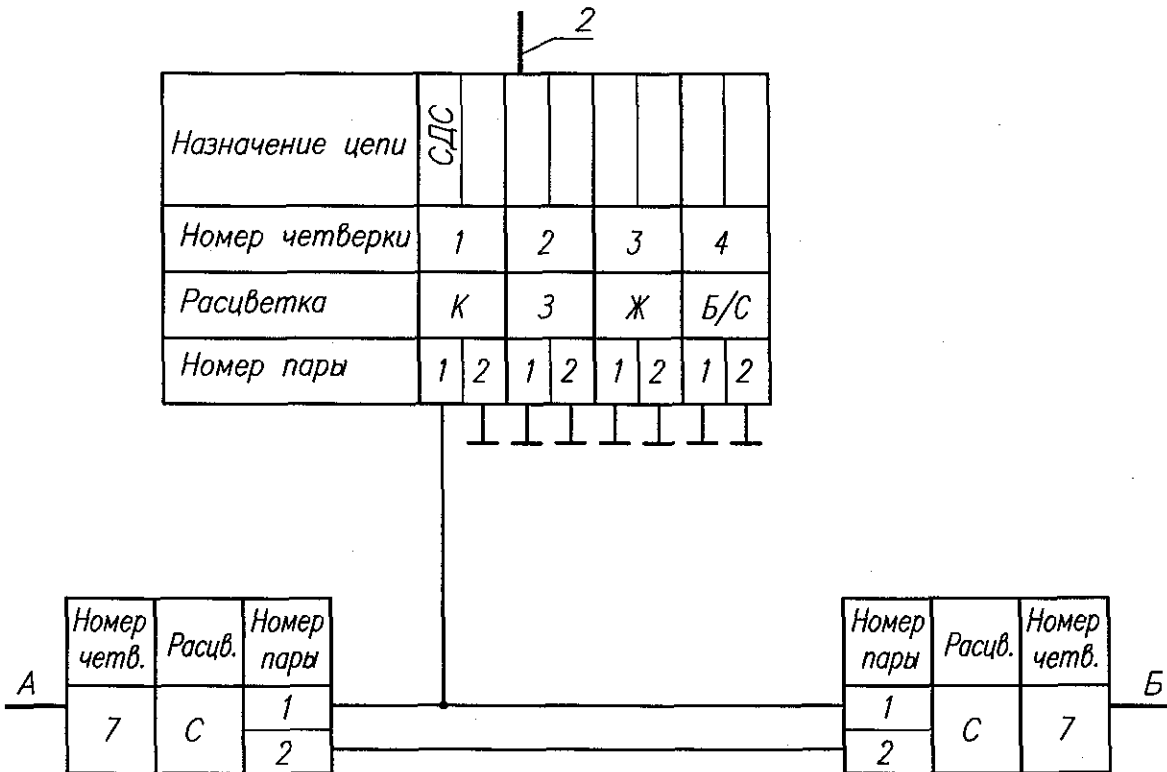 2
Назначение цепи СДС
Номер четверки 1 2 3 4
Расцветка К З Ж Б/С
Номер пары 1 2 1 2 1 2 1 2
А
Номер четв. Расцв. Номер пары
7 С 1
2
Номер пары Расцв. Номер четв.
1 С 7
2
Б